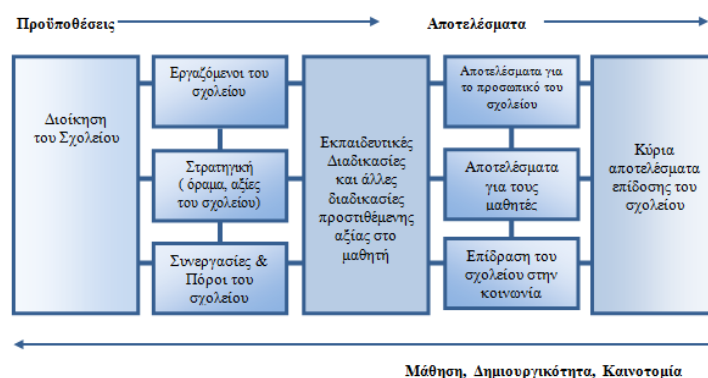 Προϋποθέσεις
Αποτελέσματα
Διοίκηση
του Σχολείου
Εργαζόμενοι του
σχολείου
Στρατηγική
( όραμα, αξίες
του σχολείου)
Συνεργασίες &
Πόροι του
σχολείου
Εκπαιδευτικές
Διαδικασίες
και άλλες
διαδικασίες
προστιθέμενης
αξίας στο
μαθητή
Αποτελέσματα για
το προσωπικό του
σχολείου
Αποτελέσματα
για τους
μαθητές
Επίδραση του
σχολείου στην
κοινωνία
Κύρια
αποτελέσματα
επίδοσης του
σχολείου
Μάθηση, Δημιουργικότητα, Καινοτομία